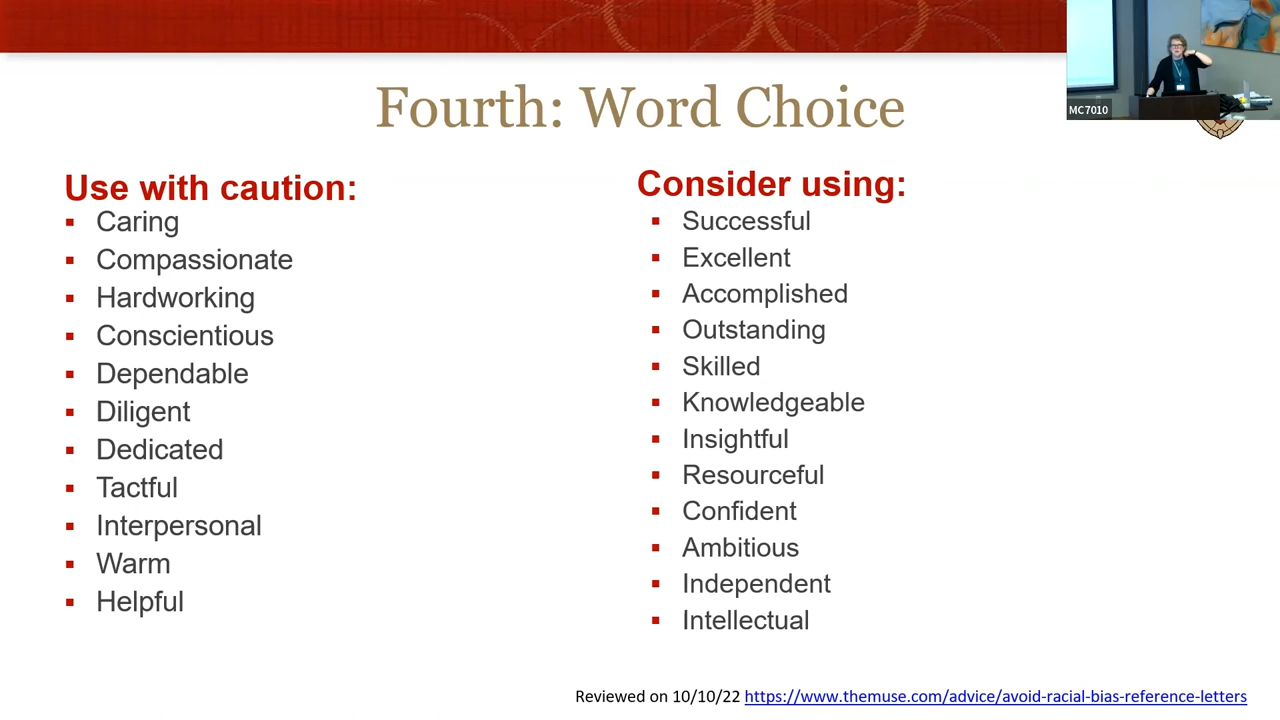 MC7010
Fourth: Word Choice
Use with caution:
Caring
Compassionate
Hardworking
Conscientious
Dependable
Diligent
Dedicated
Tactful
Interpersonal
Warm
Helpful
Consider using:
Successful
Excellent
Accomplished
Outstanding
Skilled
Knowledgeable
Insightful
Resourceful
Confident
Ambitious
Independent
Intellectual
Reviewed on 10/10/22 https://www.themuse.com/advice/avoid-racial-bias-reference-letters